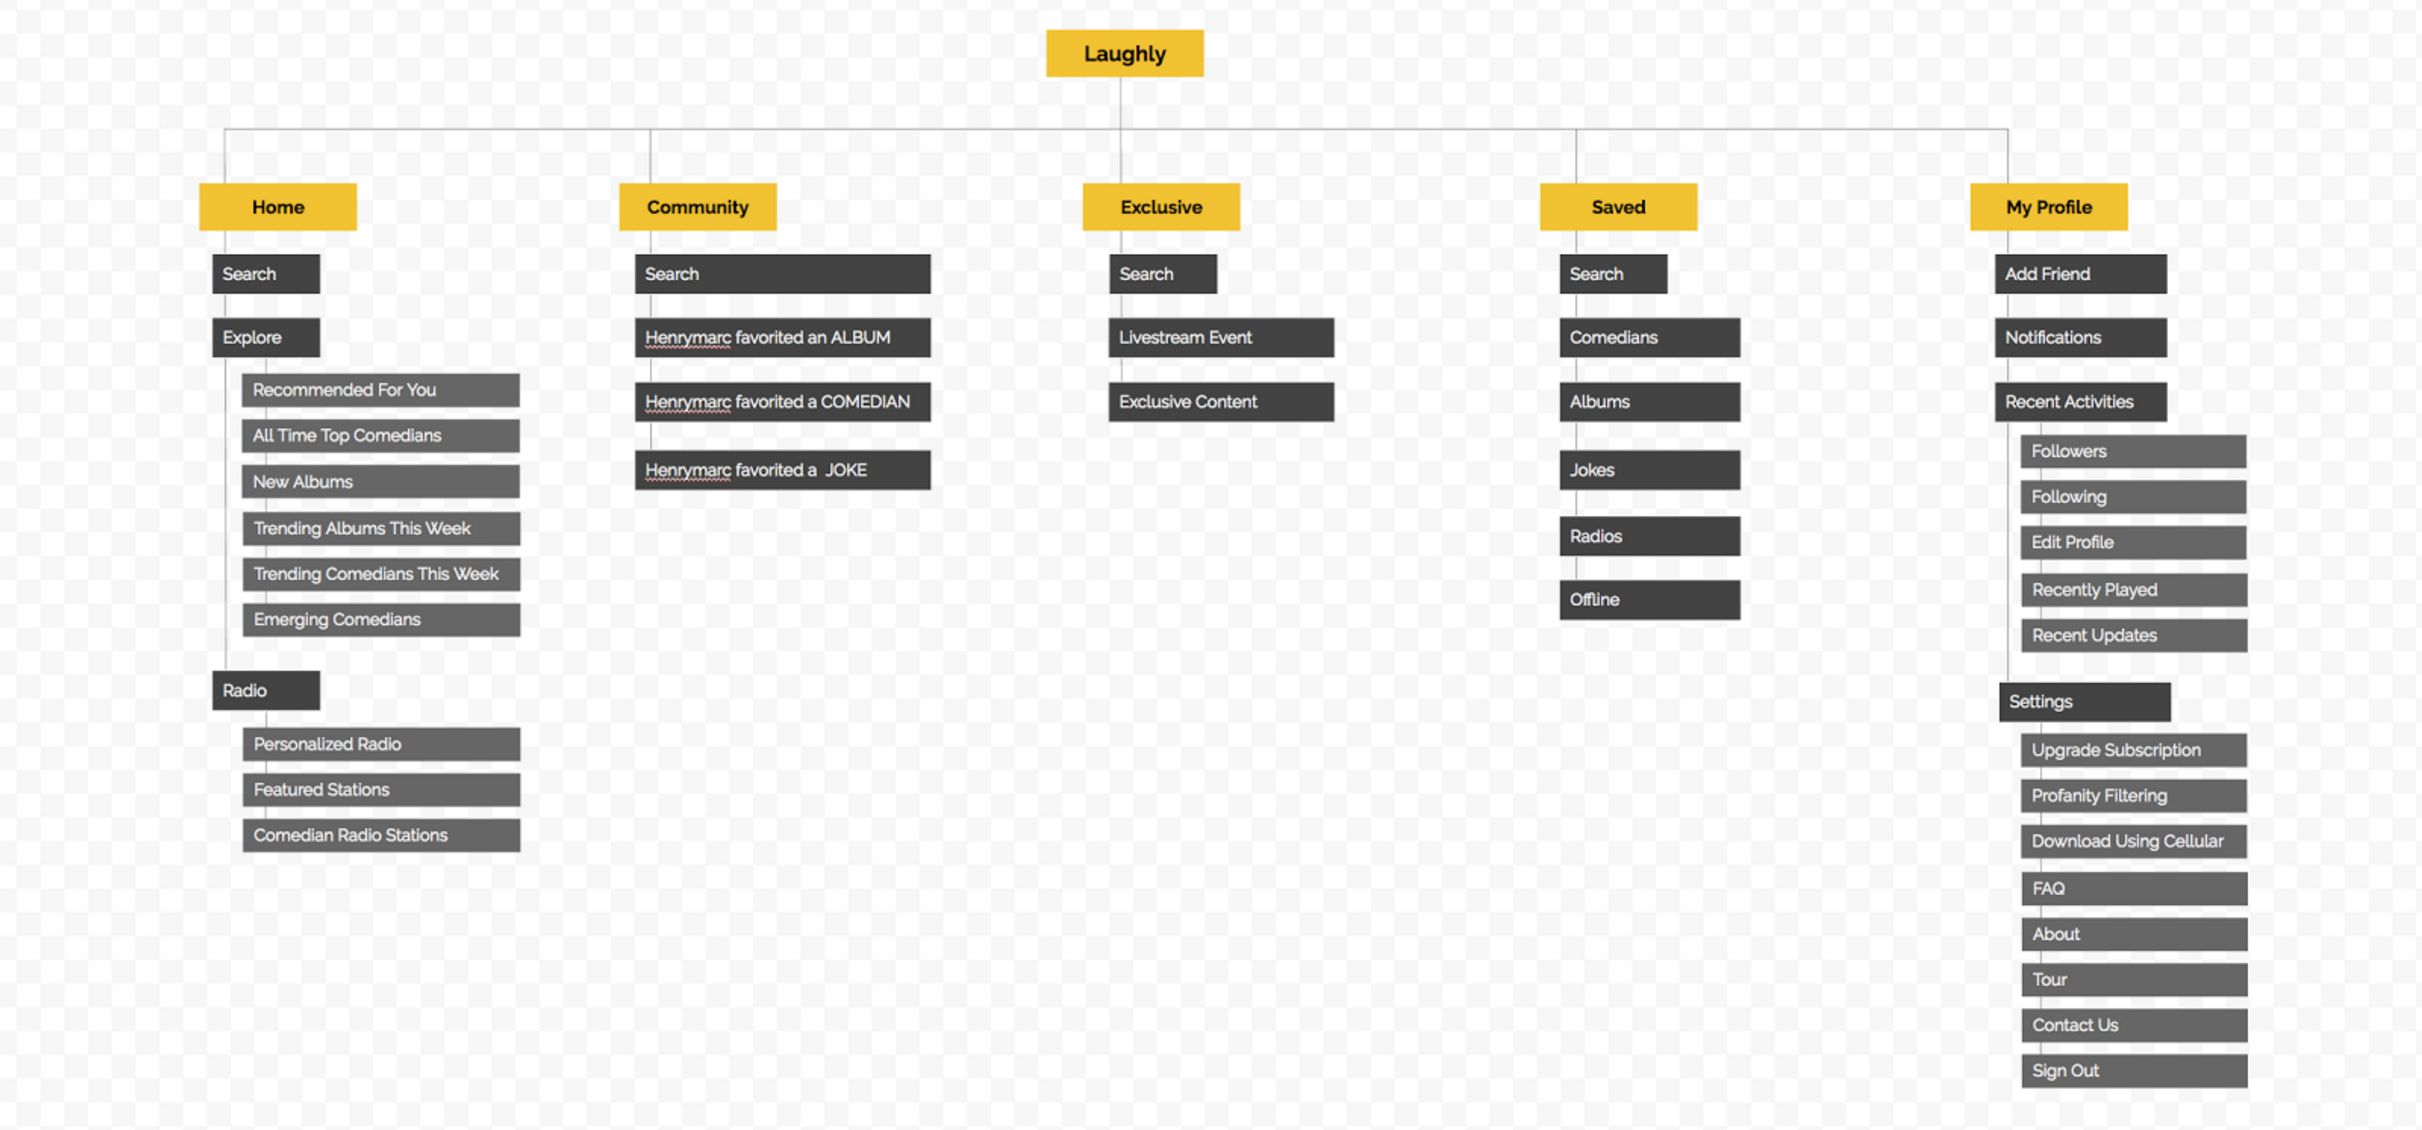 Laughly
Home
Search
Explore
Recommended For You
All Time Top Comedians
New Albums
Trending Albums This Week
Trending Comedians This Week
Emerging Comedians
Radio
Personalized Radio
Featured Stations
Comedian Radio Stations
Community
Search
Henrymarc favorited an ALBUM
Henrymarc favorited a COMEDIAN
Henrymarc favorited a JOKE
Exclusive
Search
Livestream Event
Exclusive Content
Saved
Search
Comedians
Albums
Jokes
Radios
Offline
My Profile
Add Friend
Notifications
Recent Activities
Followers
Following
Edit Profile
Recently Played
Recent Updates
Settings
Upgrade Subscription
Profanity Filtering
Download Using Cellular
FAQ
About
Tour
Contact Us
Sign Out